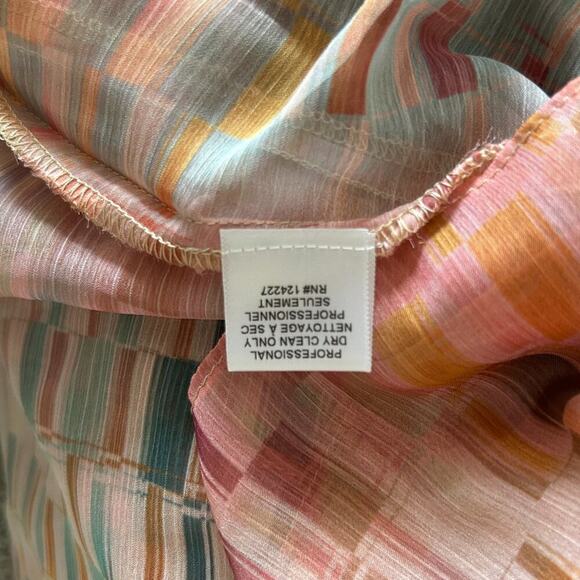 PROFESSIONAL
DRY CLEAN ONLY
NETTOYAGE À SEC
PROFESSIONNEL
SEULEMENT
RN# 124227